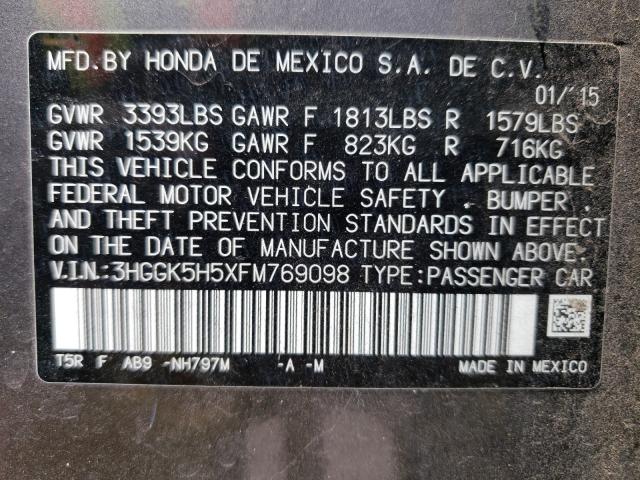 MFD.BY HONDA DE MEXICO S.A. DE C.V.
01/'15
GVWR 3393LBS GAWR F 1813LBS R 1579LBS
GVWR 1539KG GAWR F 823KG R 716KG
THIS VEHICLE CONFORMS TO ALL APPLICABLE
FEDERAL MOTOR VEHICLE SAFETY , BUMPER ,
AND THEFT PREVENTION STANDARDS IN EFFECT
ON THE DATE OF MANUFACTURE SHOWN ABOVE.
V.I.N.:3HGGK5H5XFM769098 TYPE:PASSENGER CAR
T5R F AB9 -NH797M -A -M MADE IN MEXICO